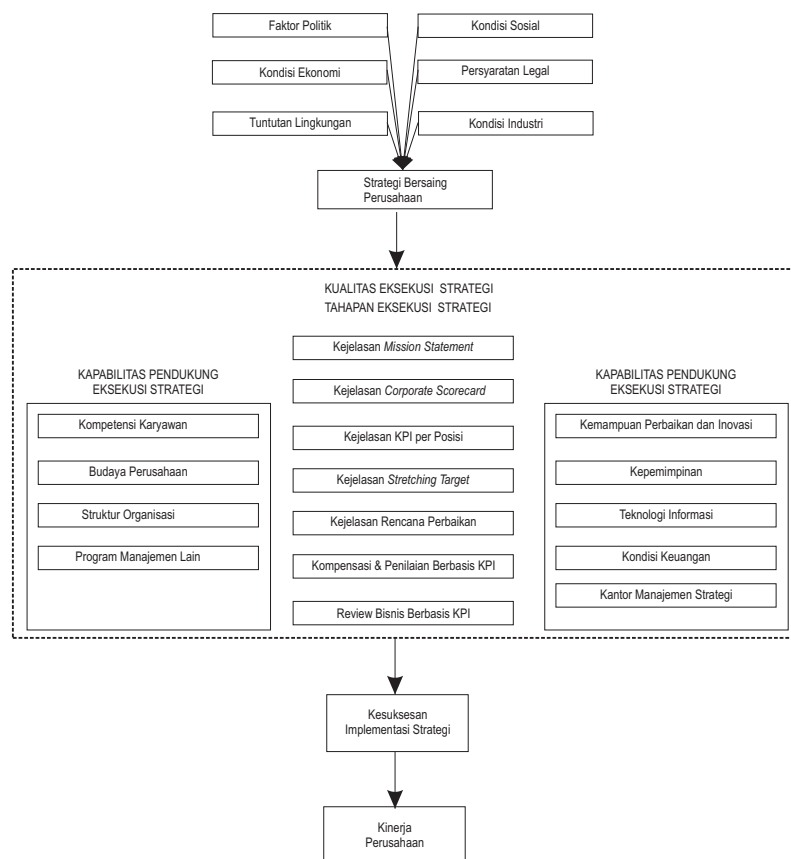 Faktor Politik
Kondisi Sosial
Kondisi Ekonomi
Persyaratan Legal
Tuntutan Lingkungan
Kondisi Industri
Strategi Bersaing
Perusahaan
KUALITAS EKSEKUSI STRATEGI
TAHAPAN EKSEKUSI STRATEGI
KAPABILITAS PENDUKUNG
EKSEKUSI STRATEGI
Kompetensi Karyawan
Budaya Perusahaan
Struktur Organisasi
Program Manajemen Lain
Kejelasan Mission Statement
Kejelasan Corporate Scorecard
Kejelasan KPI per Posisi
Kejelasan Stretching Target
Kejelasan Rencana Perbaikan
Kompensasi & Penilaian Berbasis KPI
Review Bisnis Berbasis KPI
KAPABILITAS PENDUKUNG
EKSEKUSI STRATEGI
Kemampuan Perbaikan dan Inovasi
Kepemimpinan
Teknologi Informasi
Kondisi Keuangan
Kantor Manajemen Strategi
Kesuksesan
Implementasi Strategi
Kinerja
Perusahaan